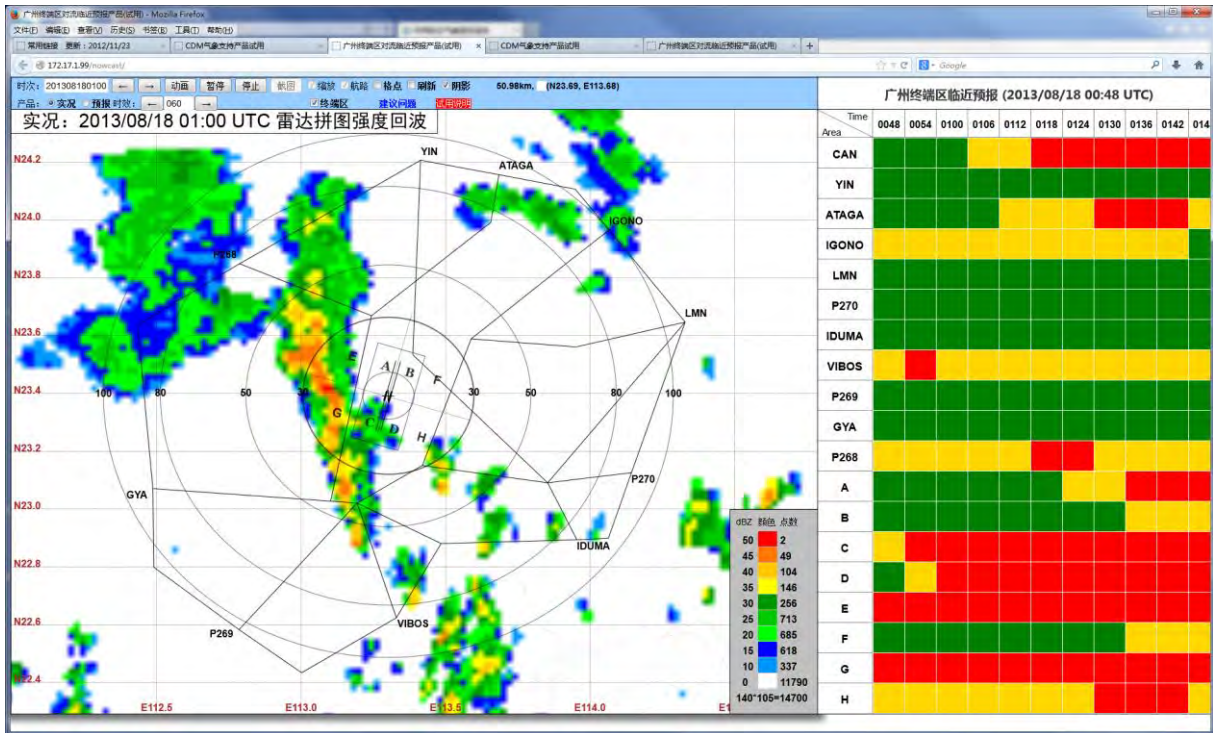 广州终端区对流临近预报产品(试用) - Mozilla Firefox
文件(F) 编辑(E) 查看(V) 历史(S) 书签(B) 工具(T) 帮助(H)
常用链接 更新：2012/11/23 CDM气象支持产品试用 广州终端区对流临近预报产品(试用) × CDM气象支持产品试用 广州终端区对流临近预报产品(试用) × +
172.17.1.99/nowcast/ Google
时次: 201308180100 ← → 动画 暂停 停止 截图 缩放 航路 格点 刷新 阴影 50.98km, (N23.69, E113.68)
产品: 实况 预报 时效: ← 060 → 终端区 建议问题 试用说明
实况：2013/08/18 01:00 UTC 雷达拼图强度回波
N24.2
N24.0
N23.8
N23.6
N23.4
N23.2
N23.0
N22.8
N22.6
N22.4
E112.5 E113.0 E113.5 E114.0
YIN
ATAGA
IGONO
P268
LMN
E A B F
100 80 60 30 30 50 80 100
G C D H
P270
GYA
IDUMA
VIBOS
P269
dBZ 颜色 点数
50 2
45 49
40 104
35 146
30 256
25 713
20 685
15 618
10 337
0 11790
140*105=14700
广州终端区临近预报 (2013/08/18 00:48 UTC)
Time
Area
0048 0054 0100 0106 0112 0118 0124 0130 0136 0142 014
CAN
YIN
ATAGA
IGONO
LMN
P270
IDUMA
VIBOS
P269
GYA
P268
A
B
C
D
E
F
G
H